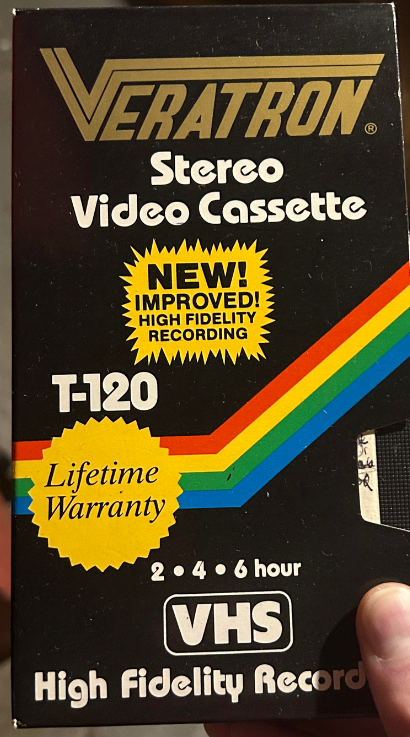 VERATRON®
Stereo
Video Cassette
NEW!
IMPROVED!
HIGH FIDELITY
RECORDING
T-120
Lifetime
Warranty
2 • 4 • 6 hour
VHS
High Fidelity Record